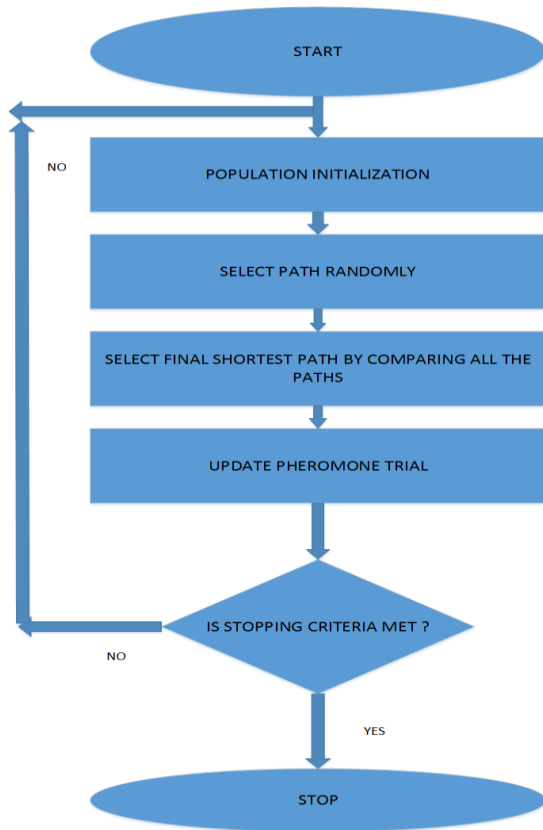 START
NO
POPULATION INITIALIZATION
SELECT PATH RANDOMLY
SELECT FINAL SHORTEST PATH BY COMPARING ALL THE
PATHS
UPDATE PHEROMONE TRIAL
IS STOPPING CRITERIA MET ?
NO
YES
STOP